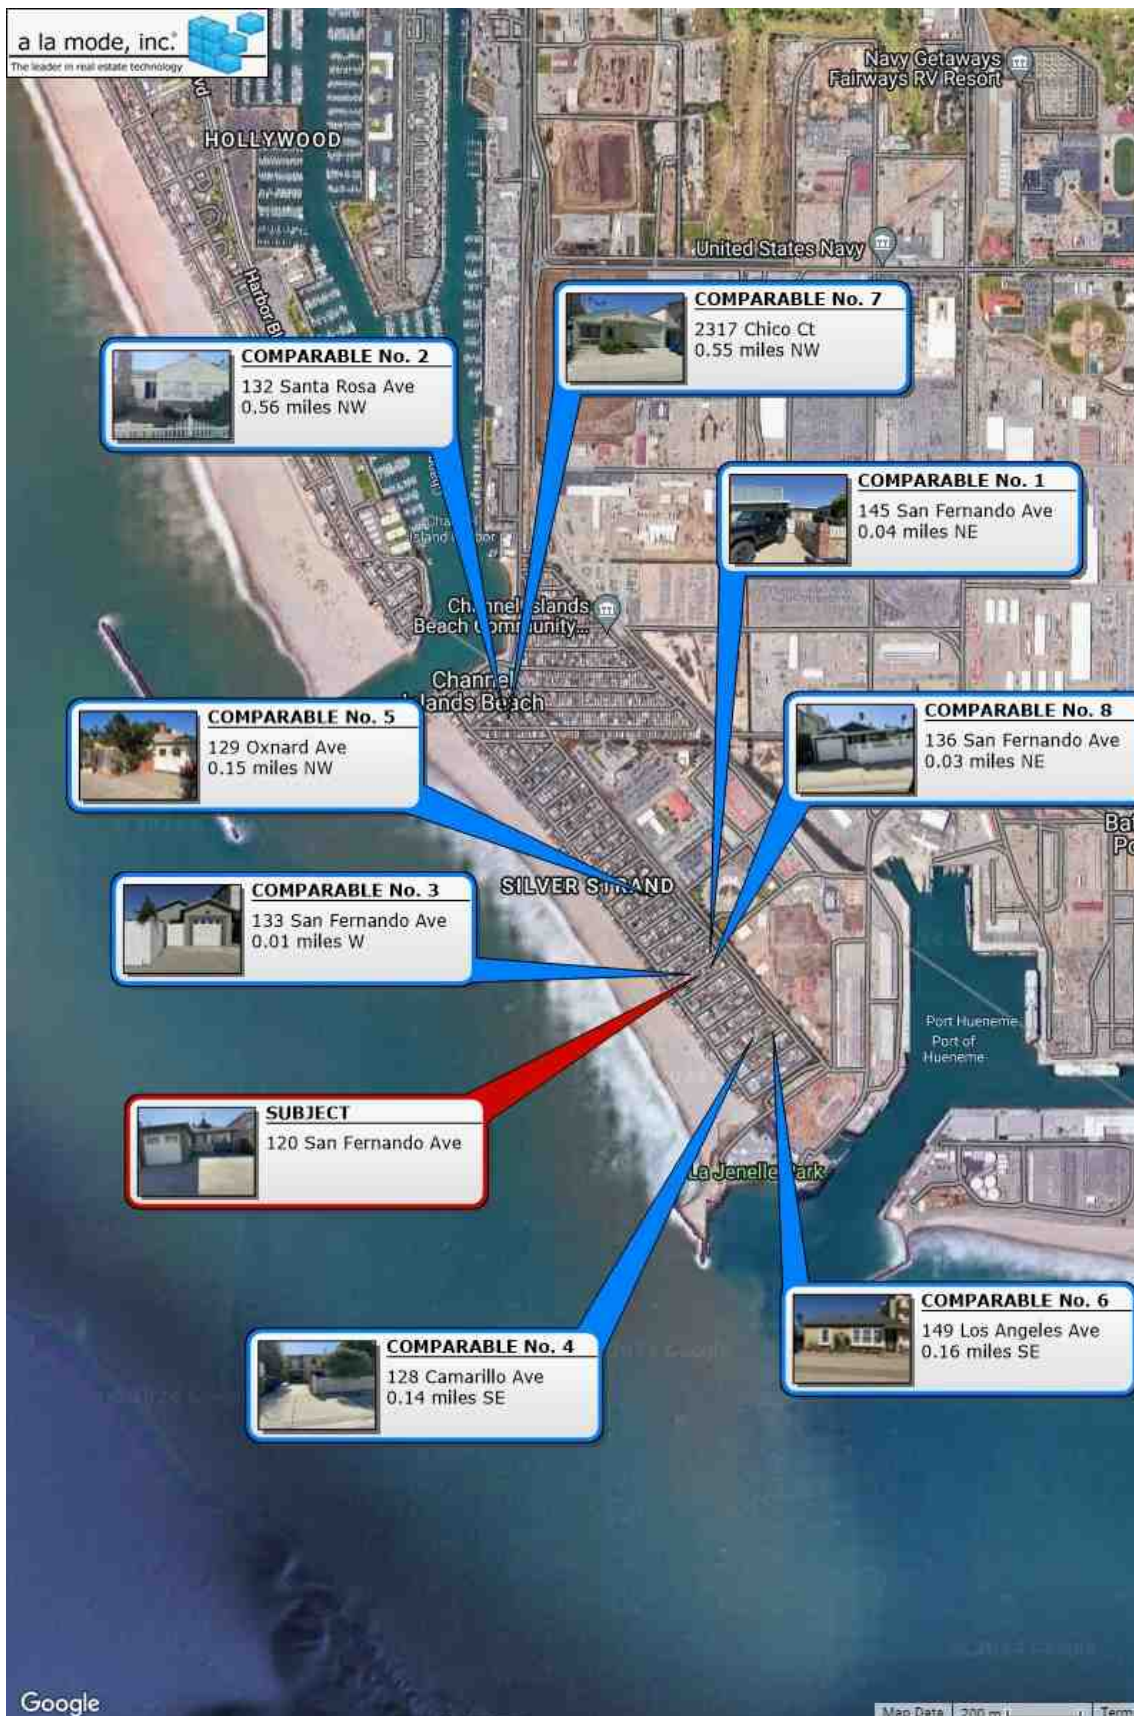 a la mode, inc.
The leader in real estate technology
Navy Getaways
Fairways RV Resort
HOLLYWOOD
United States Navy
Harbor Bl
COMPARABLE No. 7
2317 Chico Ct
0.55 miles NW
COMPARABLE No. 2
132 Santa Rosa Ave
0.56 miles NW
COMPARABLE No. 1
145 San Fernando Ave
0.04 miles NE
Channel Islands
Beach Community...
Channel
Islands Beach
COMPARABLE No. 5
129 Oxnard Ave
0.15 miles NW
COMPARABLE No. 8
136 San Fernando Ave
0.03 miles NE
SILVER STRAND
COMPARABLE No. 3
133 San Fernando Ave
0.01 miles W
Port Hueneme
Port of
Hueneme
SUBJECT
120 San Fernando Ave
La Jenelle Park
COMPARABLE No. 6
149 Los Angeles Ave
0.16 miles SE
COMPARABLE No. 4
128 Camarillo Ave
0.14 miles SE
Google
Map Data
200 m
Term